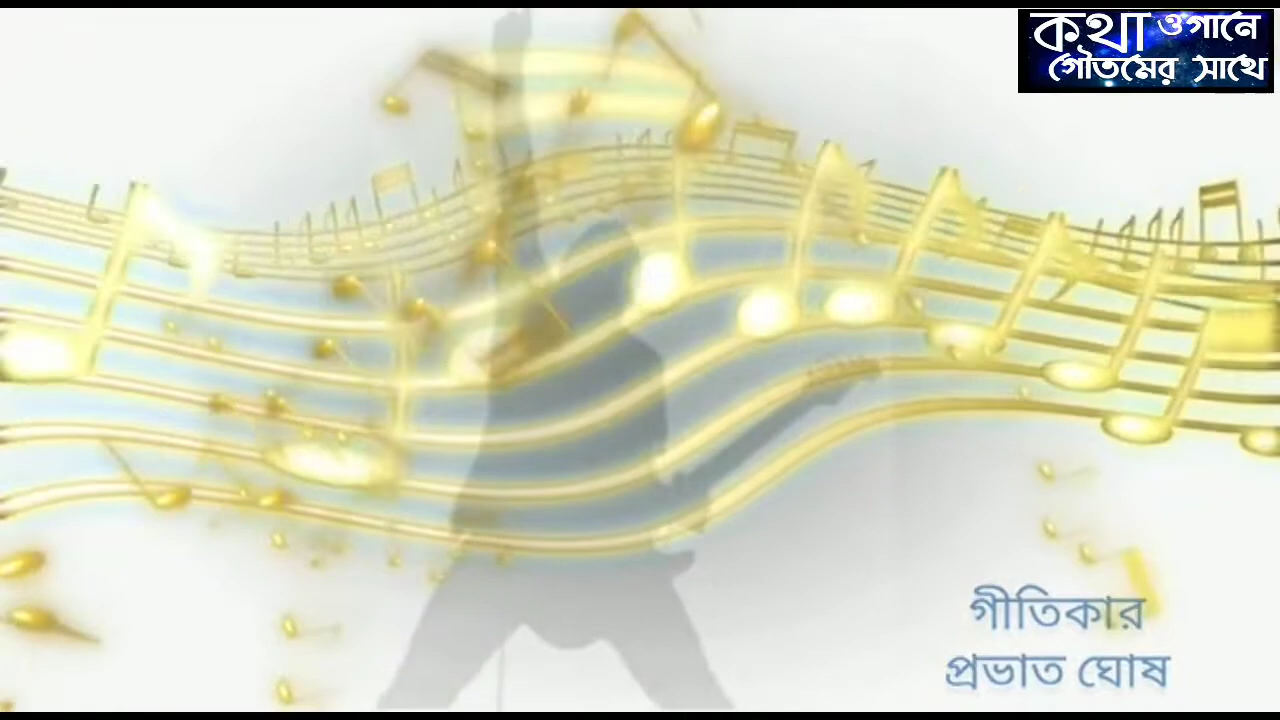 কথা ও গানে
গৌতমের সাথে
গীতিকার
প্রভাত ঘোষ